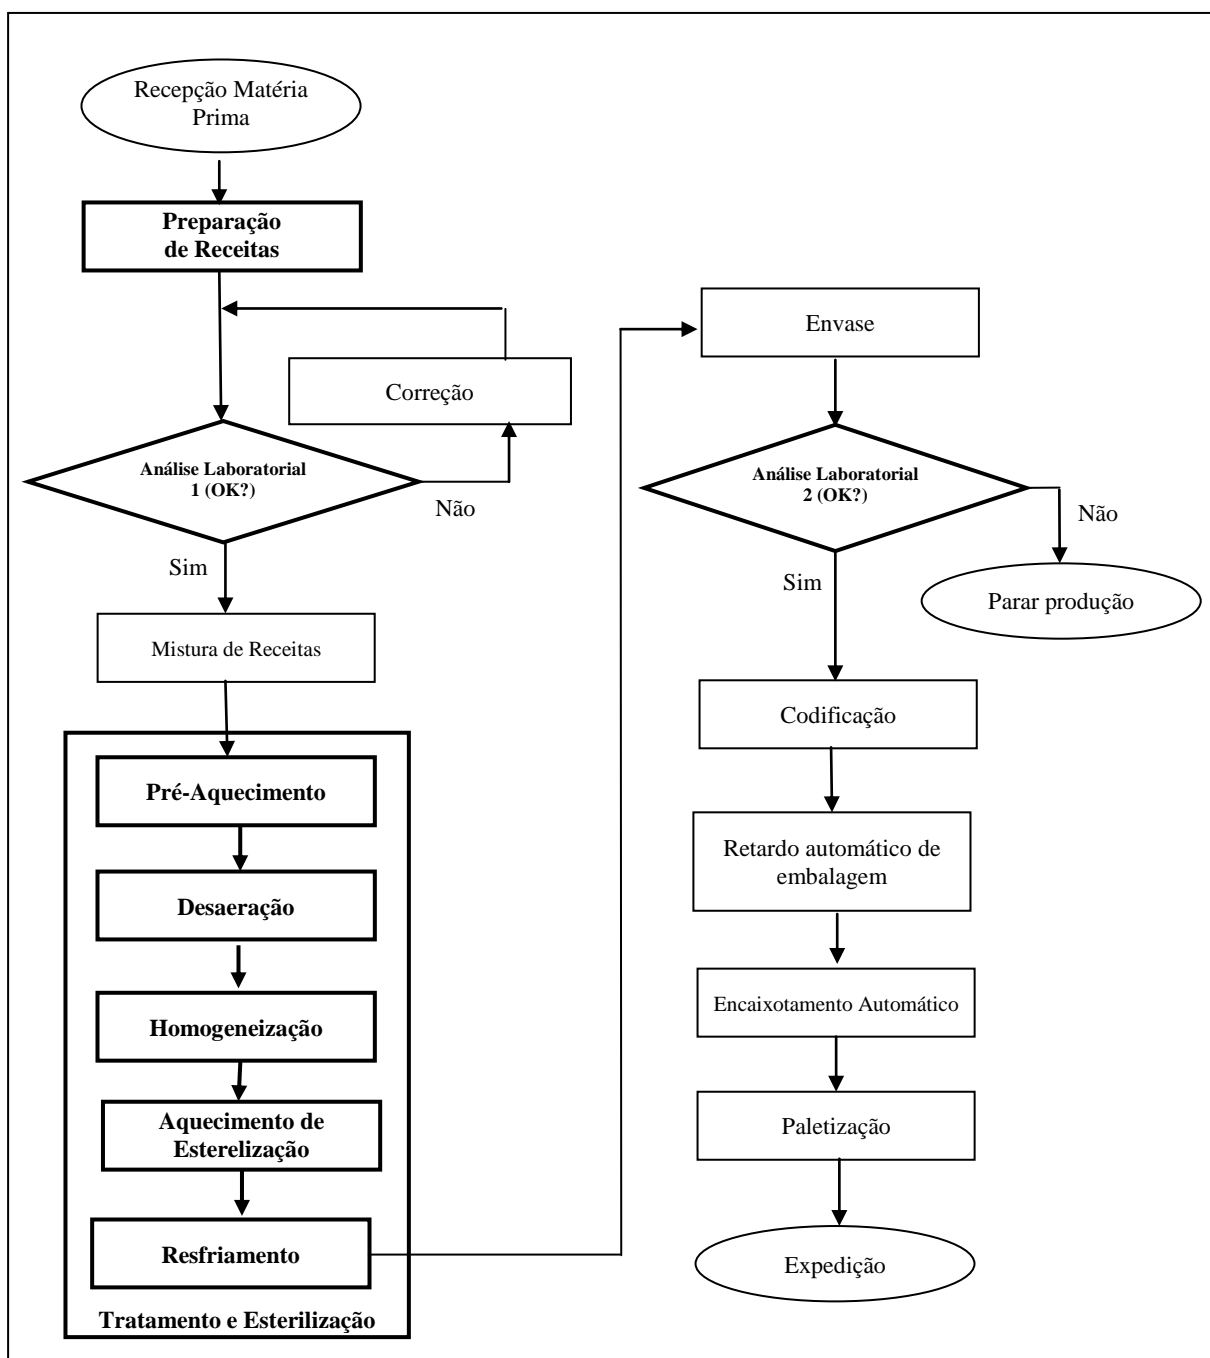 Recepção Matéria
Prima
Preparação
de Receitas
Correção
Análise Laboratorial
1 (OK?)
Não
Sim
Mistura de Receitas
Pré-Aquecimento
Desaeração
Homogeneização
Aquecimento de
Esterelização
Resfriamento
Tratamento e Esterilização
Envase
Análise Laboratorial
2 (OK?)
Não
Sim
Parar produção
Codificação
Retardo automático de
embalagem
Encaixotamento Automático
Paletização
Expedição